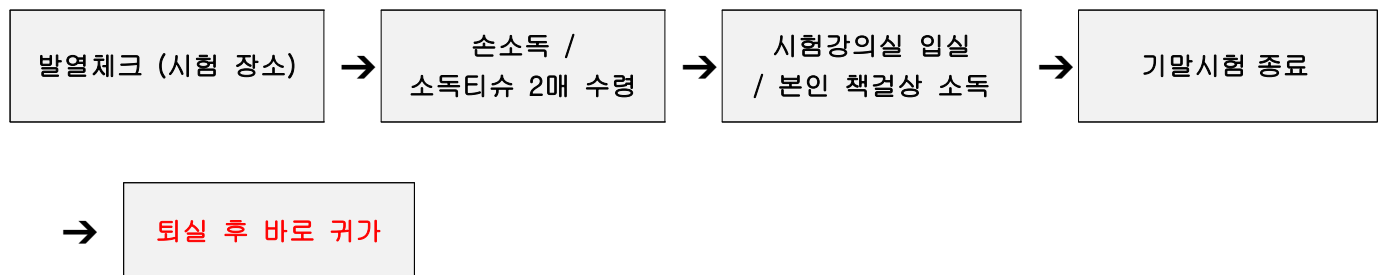 발열체크 (시험 장소)
➔
손소독 /
소독티슈 2매 수령
➔
시험강의실 입실
/ 본인 책걸상 소독
➔
기말시험 종료
➔
퇴실 후 바로 귀가